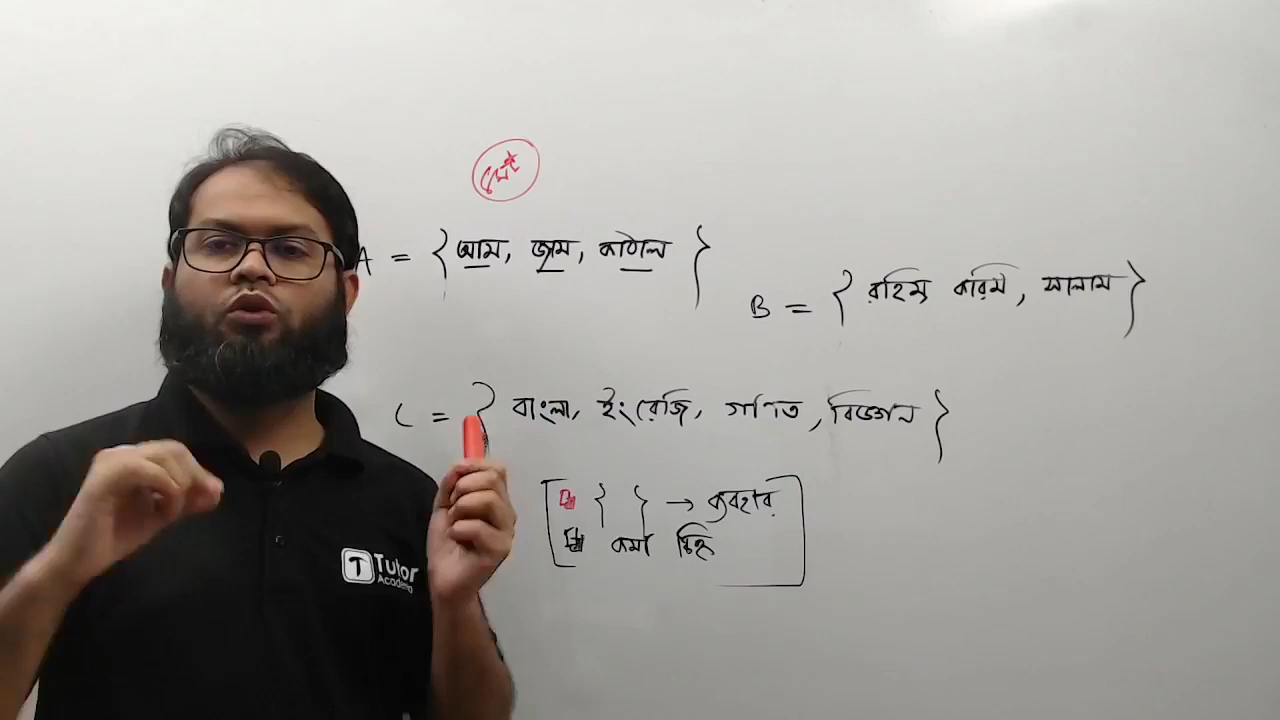 সেট
A = { আম, জাম, কাঠাল }
B = { রহিম করিম, সালাম }
C = { বাংলা, ইংরেজি, গণিত, বিজ্ঞান }
{ } → ব্যবহার
কমা চিহ্ন
T Tutor
Academy